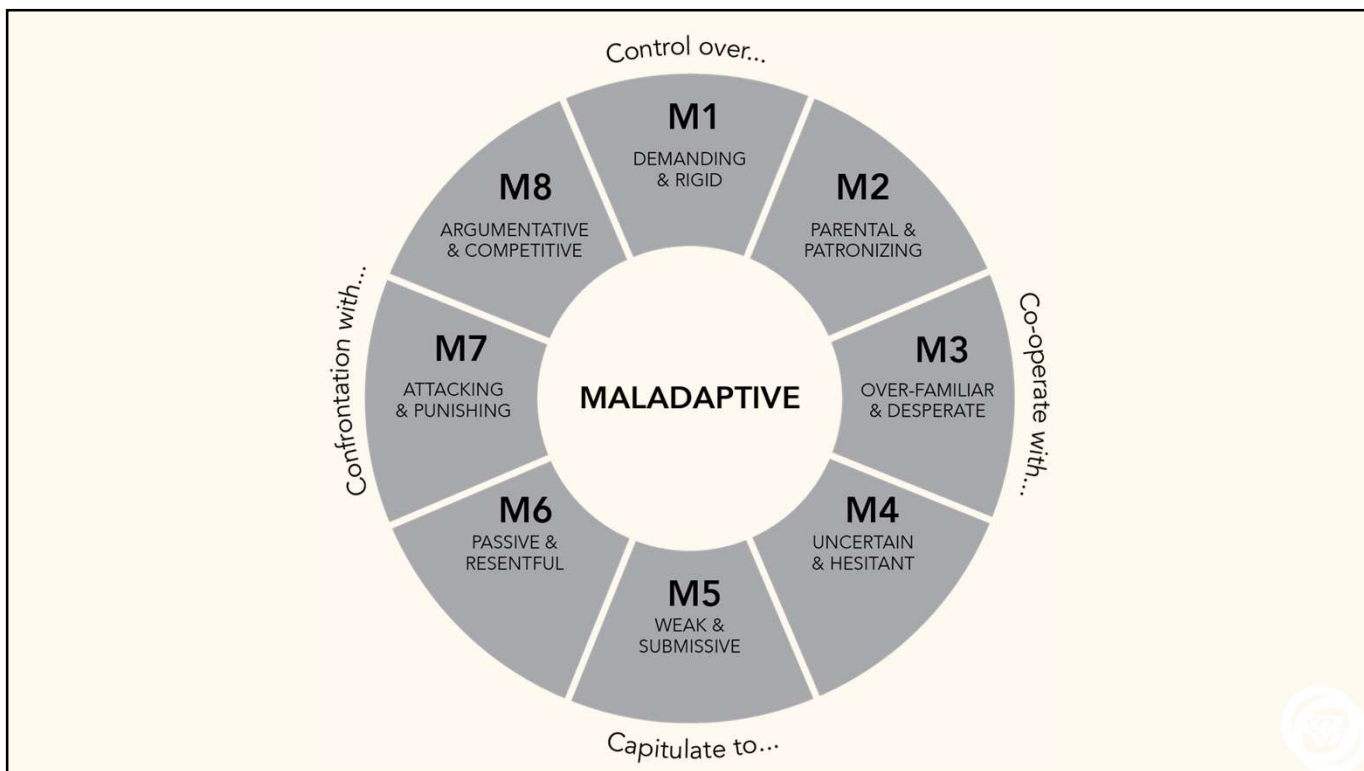 Control over...
M1
DEMANDING
& RIGID
M2
PARENTAL &
PATRONIZING
Co-operate with...
M3
OVER-FAMILIAR
& DESPERATE
M4
UNCERTAIN
& HESITANT
Capitulate to...
M5
WEAK &
SUBMISSIVE
M6
PASSIVE &
RESENTFUL
Confrontation with...
M7
ATTACKING
& PUNISHING
M8
ARGUMENTATIVE
& COMPETITIVE
MALADAPTIVE